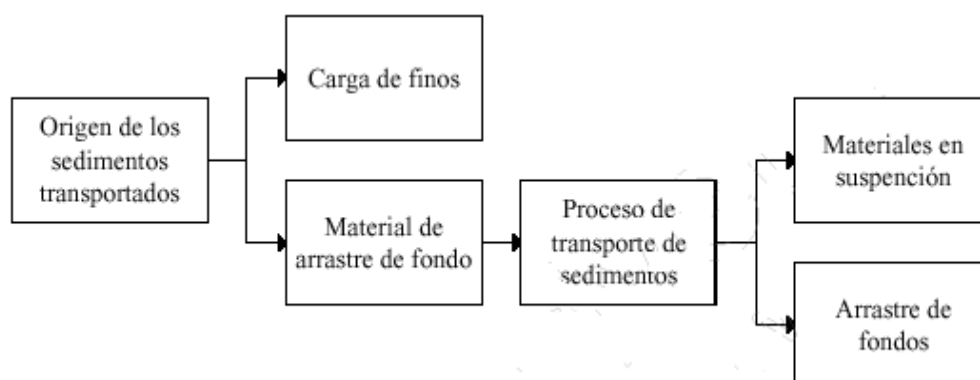 Carga de finos
Origen de los
sedimentos
transportados
Material de
arrastre de fondo
Proceso de
transporte de
sedimentos
Materiales en
suspención
Arrastre de
fondos